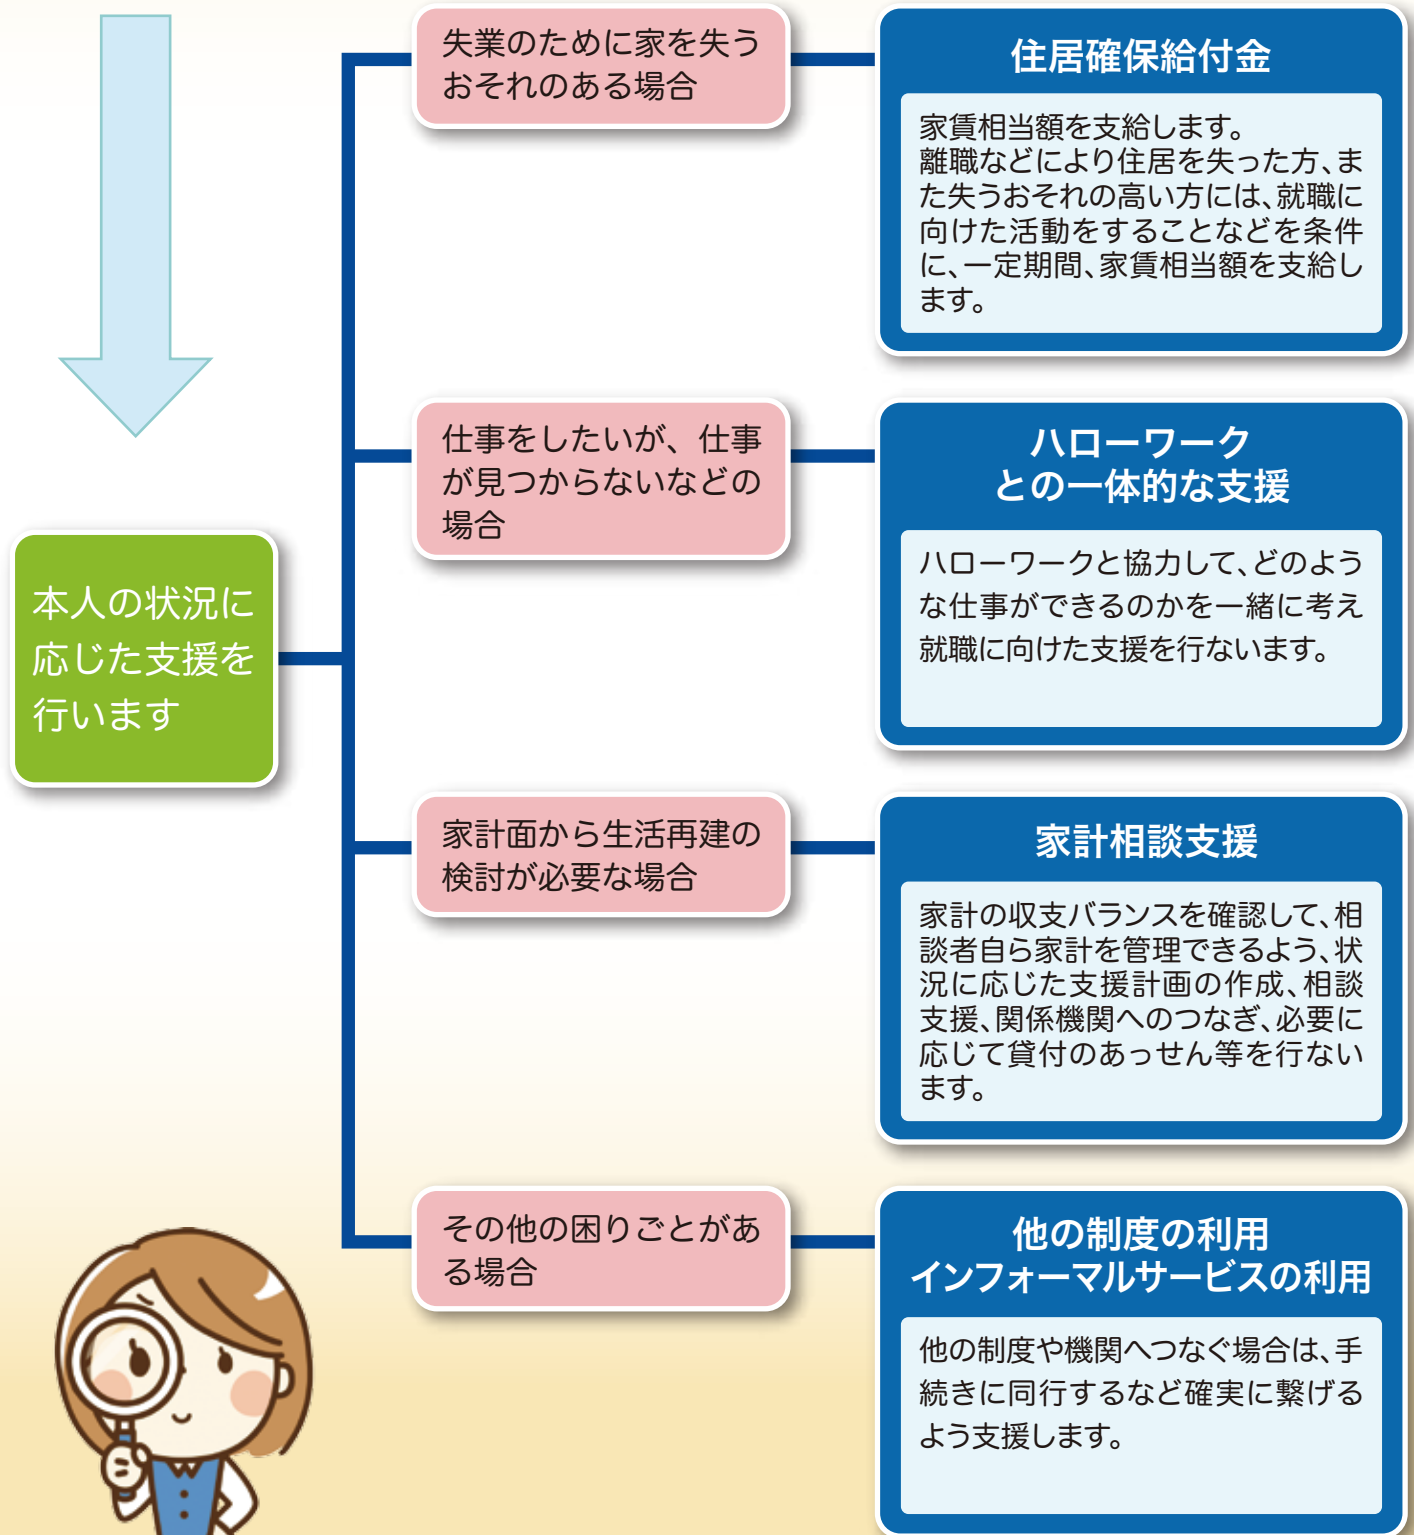 本人の状況に
応じた支援を
行います
失業のために家を失う
おそれのある場合
住居確保給付金
家賃相当額を支給します。
離職などにより住居を失った方、ま
た失うおそれの高い方には、就職に
向けた活動をすることなどを条件
に、一定期間、家賃相当額を支給し
ます。
仕事をしたいが、仕事
が見つからないなどの
場合
ハローワーク
との一体的な支援
ハローワークと協力して、どのよう
な仕事ができるのかを一緒に考え
就職に向けた支援を行ないます。
家計面から生活再建の
検討が必要な場合
家計相談支援
家計の収支バランスを確認して、相
談者自ら家計を管理できるよう、状
況に応じた支援計画の作成、相談
支援、関係機関へのつなぎ、必要に
応じて貸付のあっせん等を行ない
ます。
その他の困りごとがあ
る場合
他の制度の利用
インフォーマルサービスの利用
他の制度や機関へつなぐ場合は、手
続きに同行するなど確実に繋げる
よう支援します。